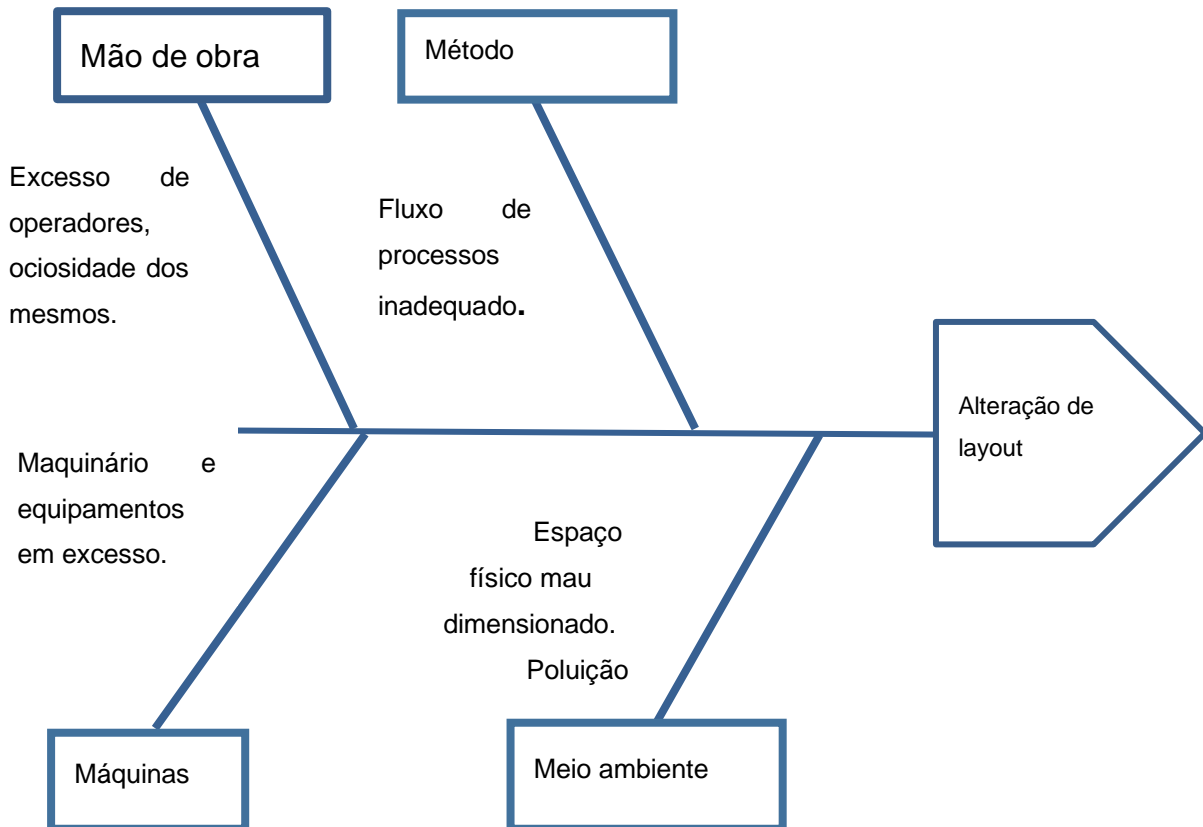 Mão de obra
Método
Excesso de
operadores,
ociosidade dos
mesmos.
Fluxo de
processos
inadequado.
Alteração de
layout
Maquinário e
equipamentos
em excesso.
Espaço
físico mau
dimensionado.
Poluição
Máquinas
Meio ambiente